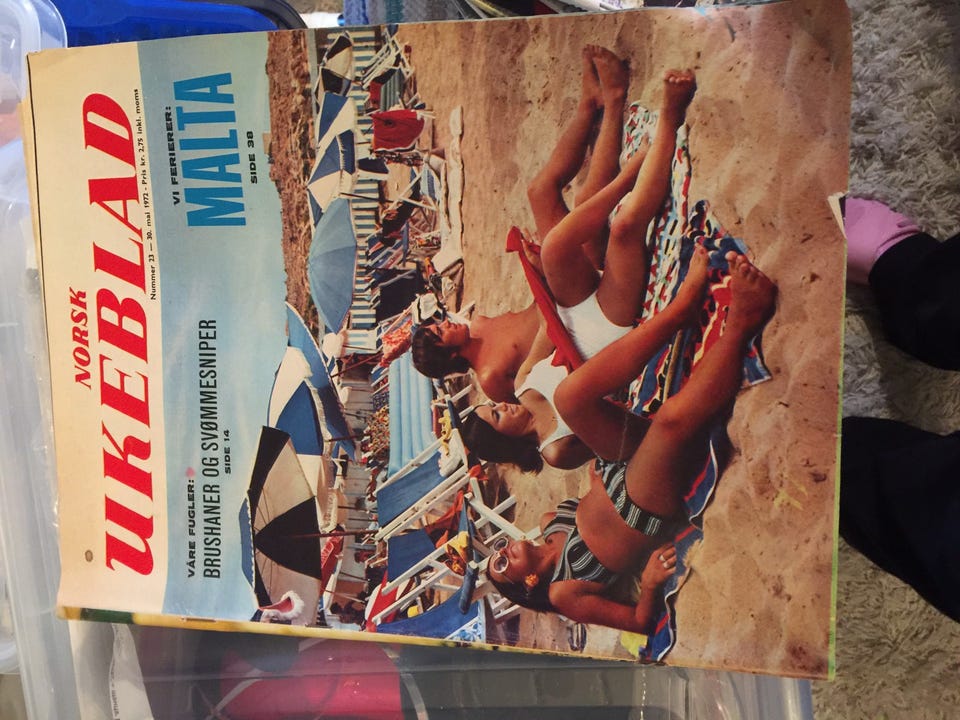 NORSK
UKEBLAD
Nummer 23 — 30. mai 1972 - Pris kr. 2,75 inkl. moms
VÅRE FUGLER:
BRUSHANER OG SVØMMESNIPER
SIDE 14
VI FERIERER:
MALTA
SIDE 38